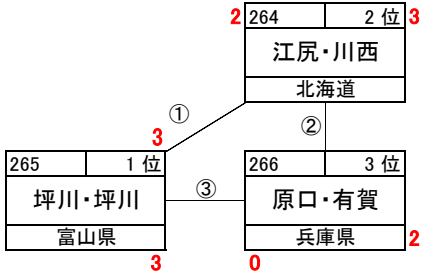 2 264 2 位 3
江尻・川西
北海道
①
②
3
265 1 位
坪川・坪川
富山県
3
③
266 3 位
原口・有賀
兵庫県 2
0